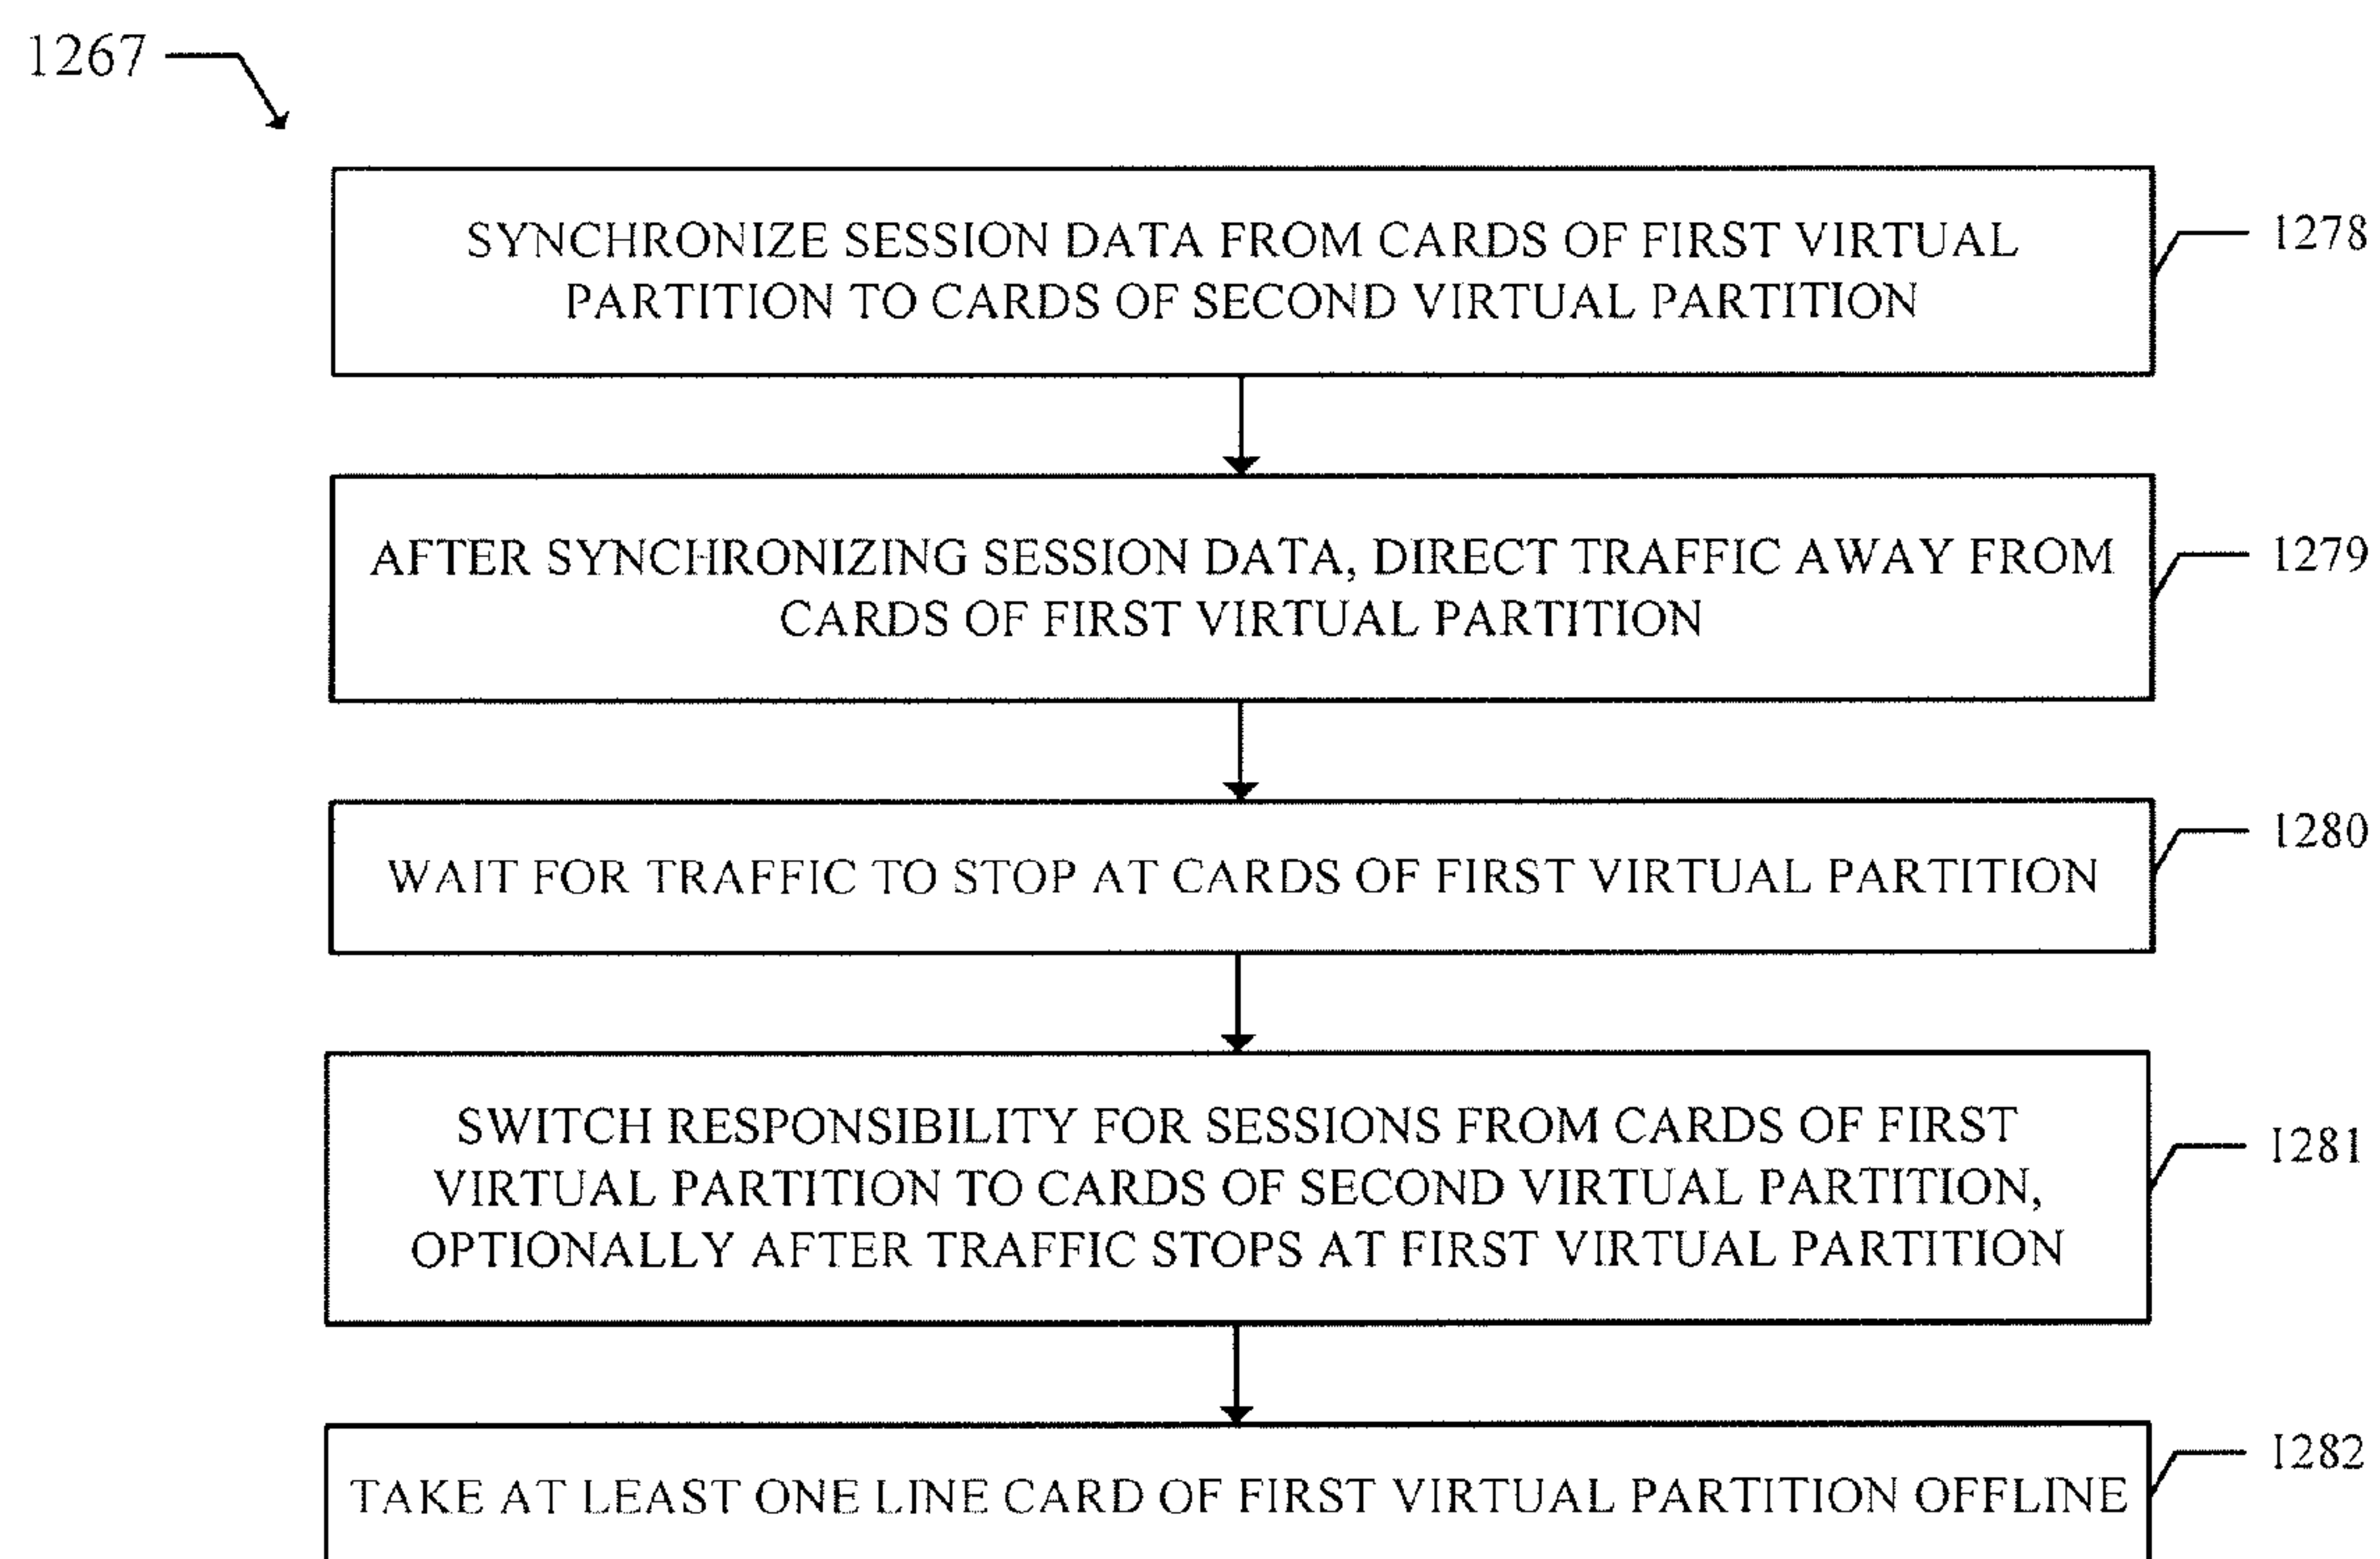 1267
SYNCHRONIZE SESSION DATA FROM CARDS OF FIRST VIRTUAL
PARTITION TO CARDS OF SECOND VIRTUAL PARTITION
1278
AFTER SYNCHRONIZING SESSION DATA, DIRECT TRAFFIC AWAY FROM
CARDS OF FIRST VIRTUAL PARTITION
1279
WAIT FOR TRAFFIC TO STOP AT CARDS OF FIRST VIRTUAL PARTITION
1280
SWITCH RESPONSIBILITY FOR SESSIONS FROM CARDS OF FIRST
VIRTUAL PARTITION TO CARDS OF SECOND VIRTUAL PARTITION,
OPTIONALLY AFTER TRAFFIC STOPS AT FIRST VIRTUAL PARTITION
1281
TAKE AT LEAST ONE LINE CARD OF FIRST VIRTUAL PARTITION OFFLINE
1282